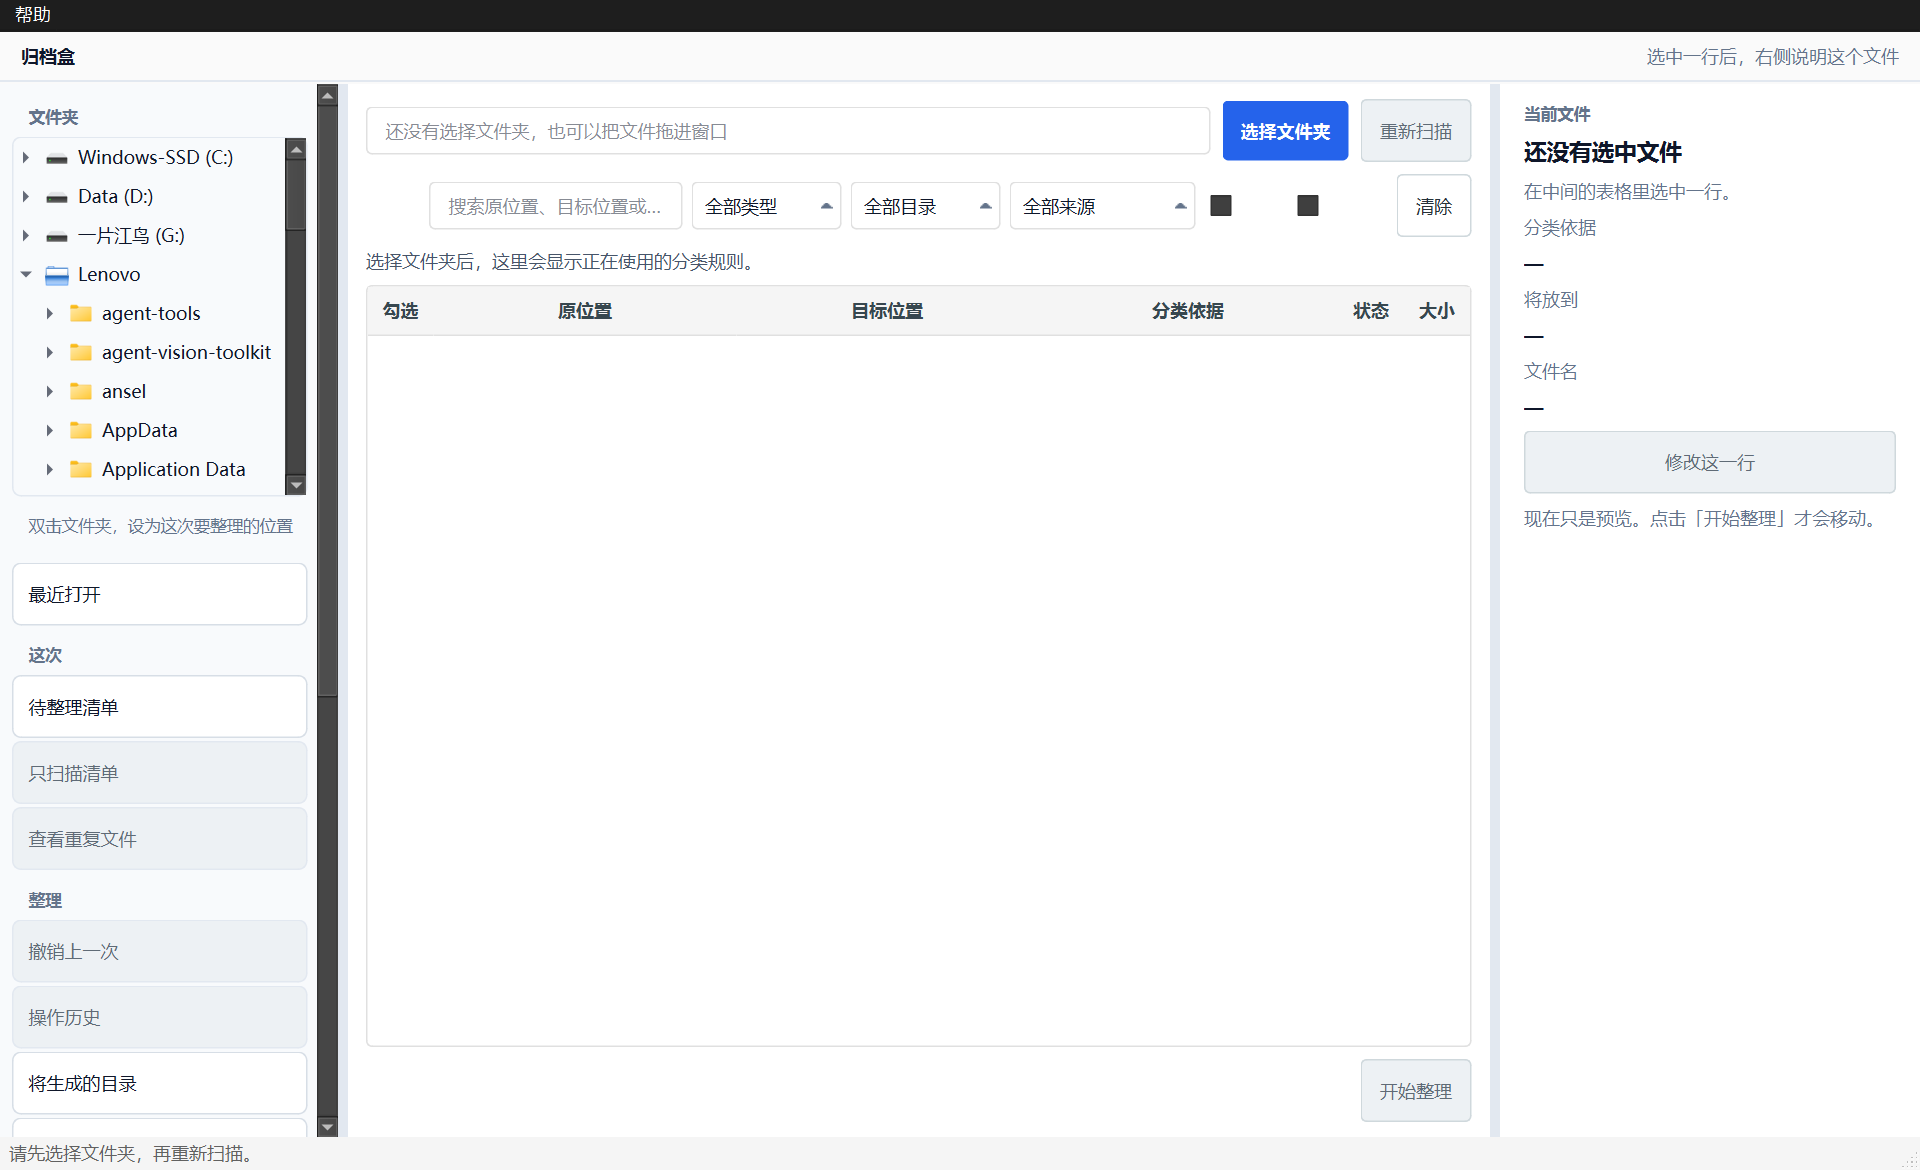 帮助
归档盒
选中一行后，右侧说明这个文件
文件夹
Windows-SSD (C:)
Data (D:)
一片江鸟 (G:)
Lenovo
agent-tools
agent-vision-toolkit
ansel
AppData
Application Data
双击文件夹，设为这次要整理的位置
最近打开
这次
待整理清单
只扫描清单
查看重复文件
整理
撤销上一次
操作历史
将生成的目录
还没有选择文件夹，也可以把文件拖进窗口
选择文件夹
重新扫描
搜索原位置、目标位置或...
全部类型
全部目录
全部来源
清除
选择文件夹后，这里会显示正在使用的分类规则。
勾选 原位置 目标位置 分类依据 状态 大小
开始整理
当前文件
还没有选中文件
在中间的表格里选中一行。
分类依据
—
将放到
—
文件名
—
修改这一行
现在只是预览。点击「开始整理」才会移动。
请先选择文件夹，再重新扫描。